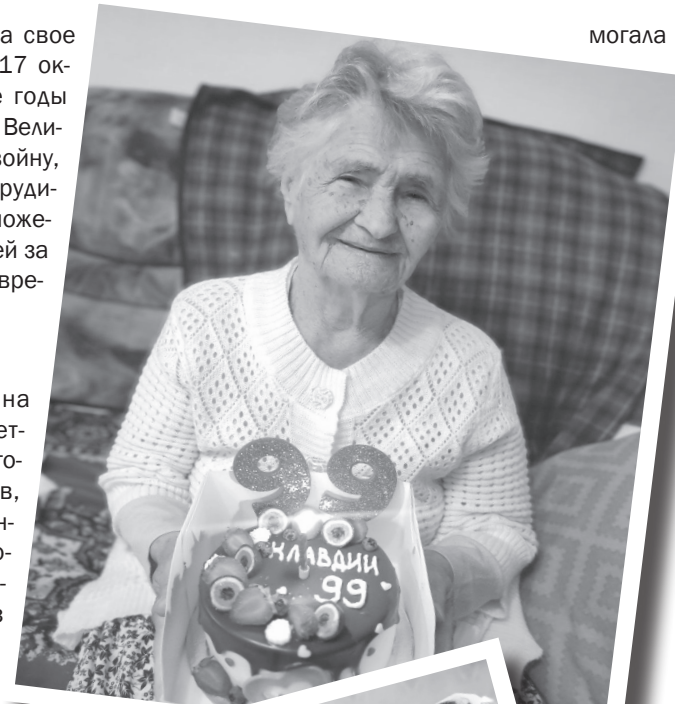 а свое
17 ок-
годы
Вели-
войну,
руди-
може-
ей за
вре-
на
ет-
то-
в,
н-
о-
-
в
могала
99
КЛАВДИИ
99